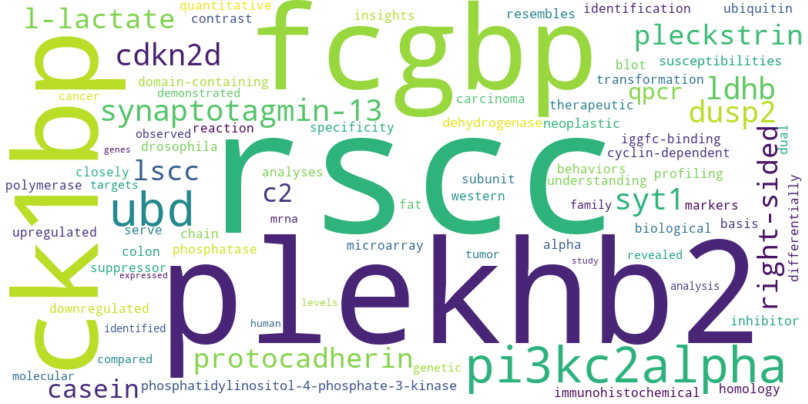 quantitative
contrast
insights
resembles
identification
ubiquitin
l-lactate
fcgbp
pleckstrin
cdkn2d
blot
susceptibilities
domain-containing
transformation
cancer
demonstrated
carcinoma
therapeutic
qpcr
ldhb
synaptotagmin-13
dusp2
dehydrogenase
neoplastic
observed
reaction
specificity
iggfc-binding
dual
genes
drosophila
rscc
cyclin-dependent
closely
lscc
analyses
behaviors
profiling
polymerase
targets
subunit
understanding
c2
western
syt1
right-sided
differentially
ck1bp
ubd
serve
fat
family
markers
mrna
biological
basis
upregulated
chain
colon
phosphatase
microarray
alpha
tumor
revealed
suppressor
expressed
plekhb2
study
analysis
downregulated
levels
identified
human
inhibitor
compared
protocadherin
genetic
pi3kc2alpha
molecular
casein
phosphatidylinositol-4-phosphate-3-kinase
immunohistochemical
homology